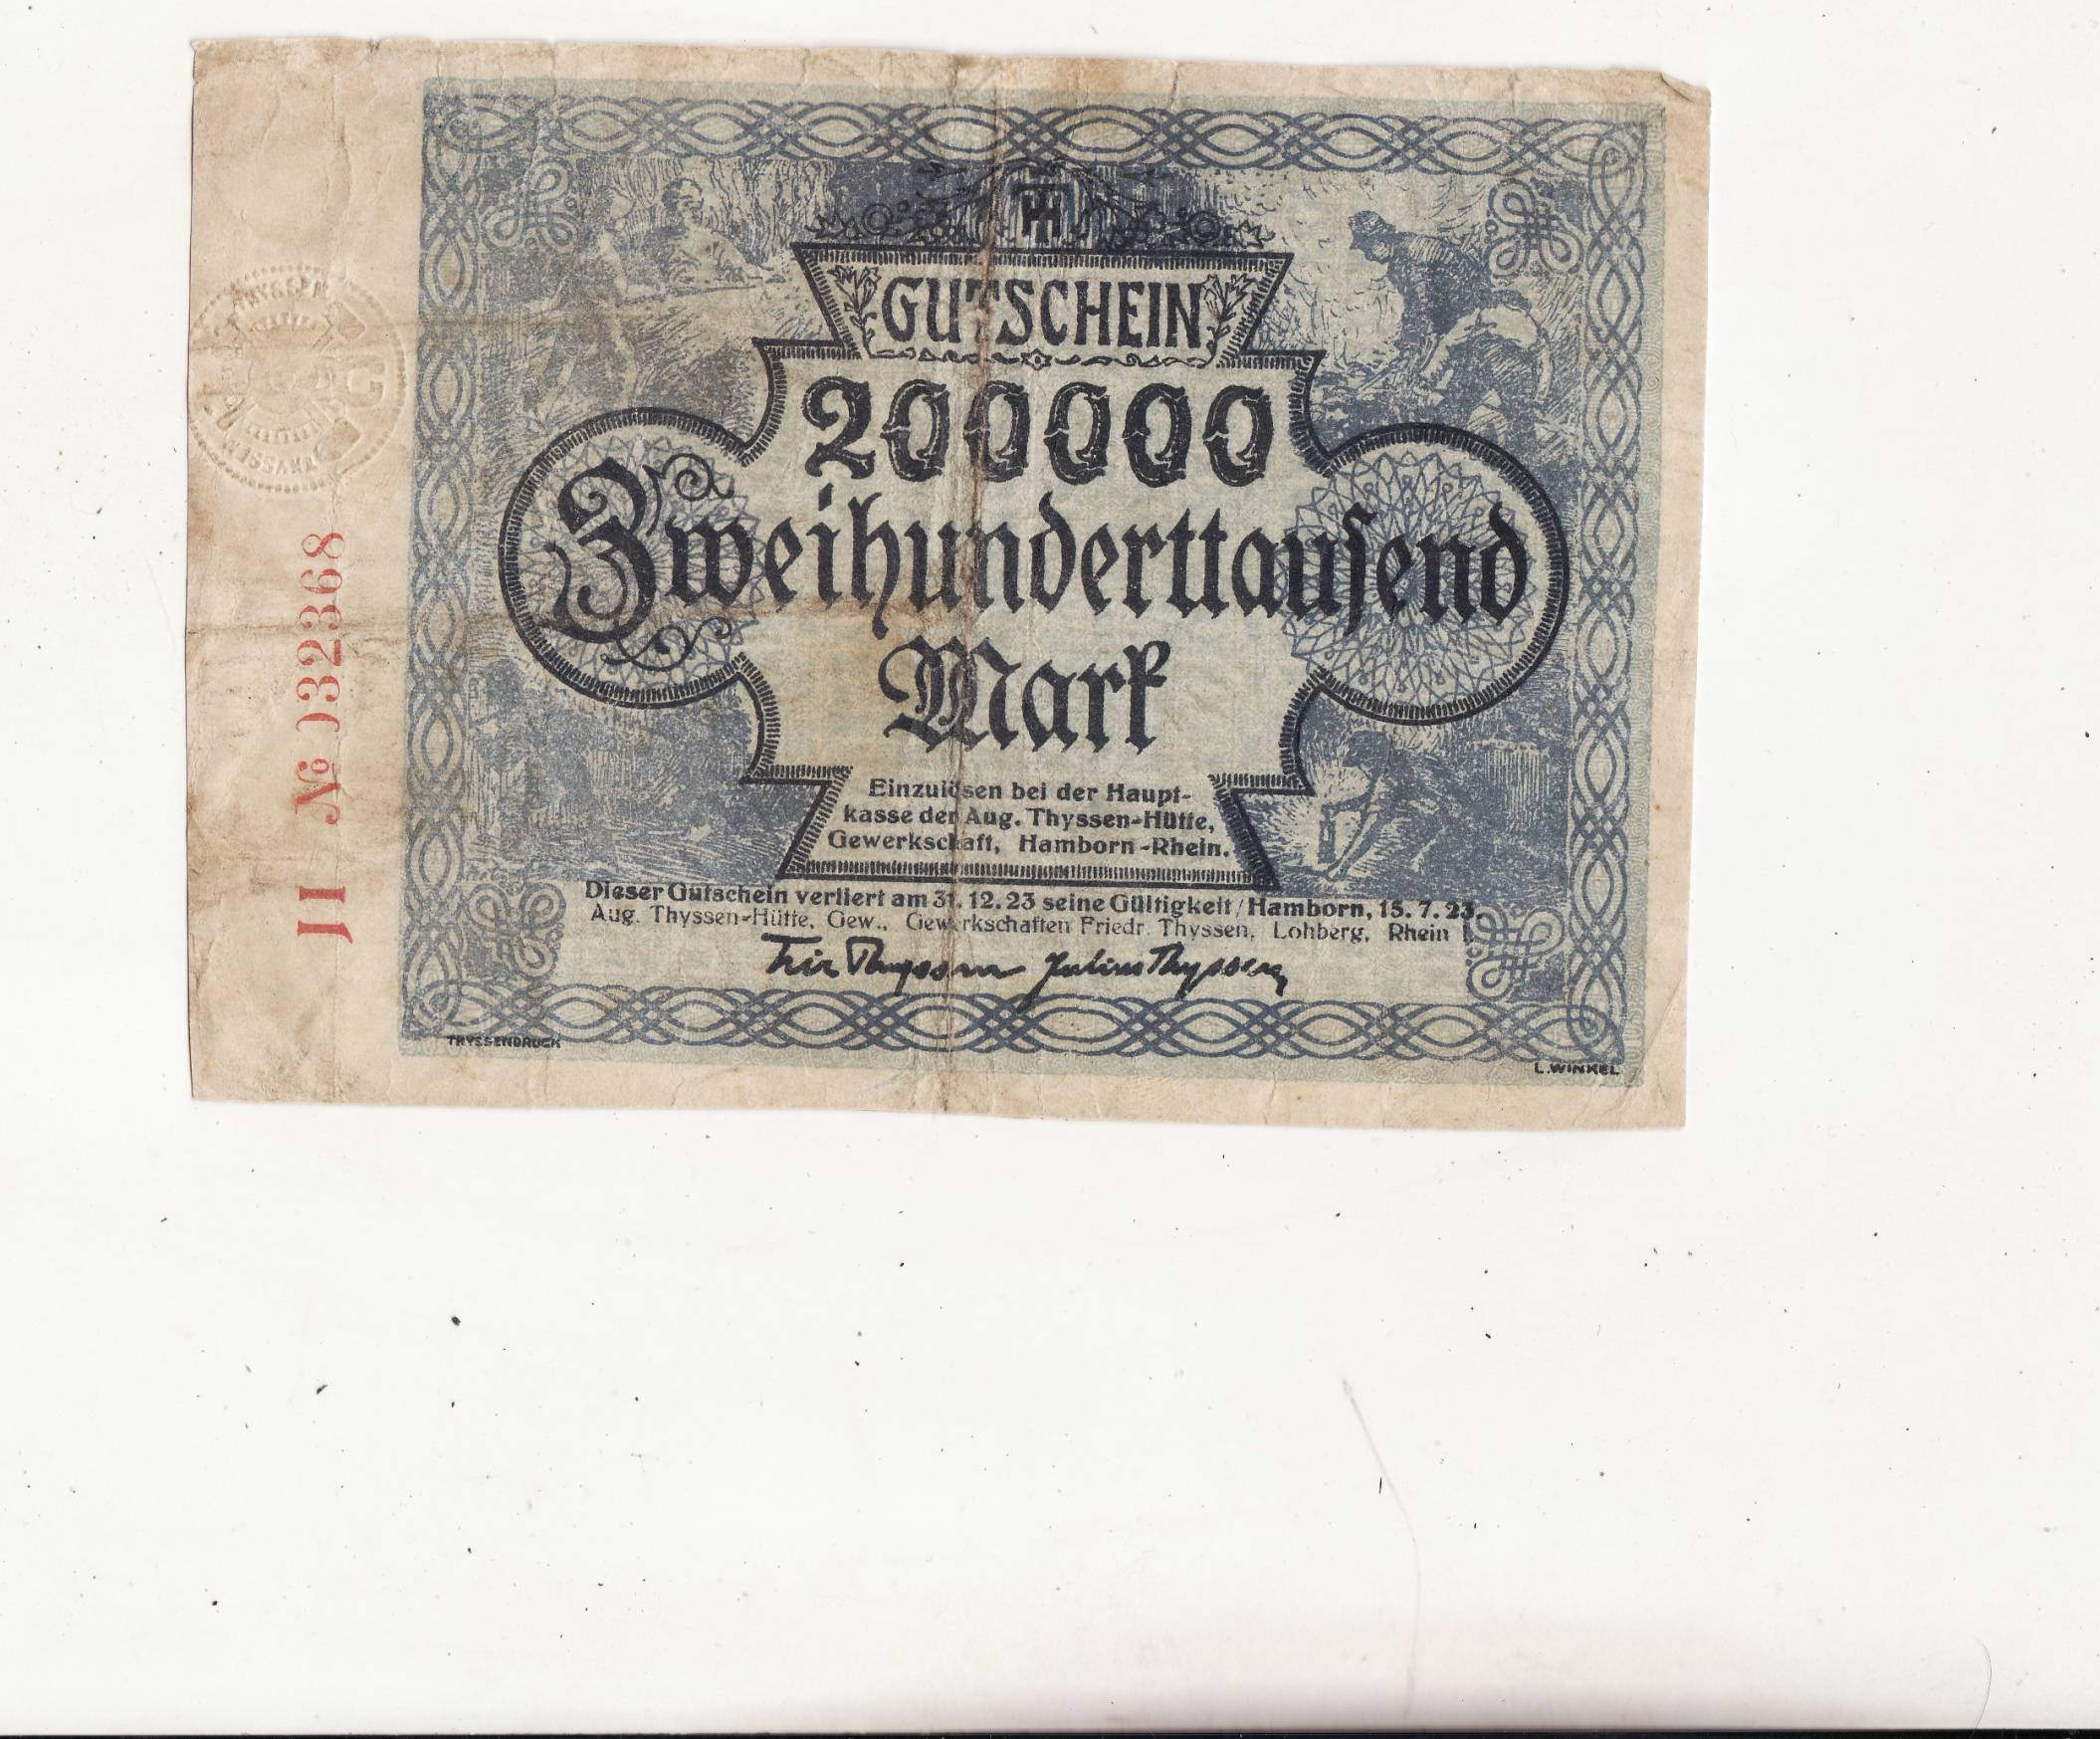 GUTSCHEIN
200000
Zweihunderttausend
Mark
Einzulösen bei der Haupt-
kasse der Aug. Thyssen-Hütte,
Gewerkschaft, Hamborn-Rhein.
Dieser Gutschein verliert am 31.12.23 seine Gültigkeit / Hamborn, 15.7.23.
Aug. Thyssen-Hütte, Gew., Gewerkschaften Friedr. Thyssen, Lohberg, Rhein I.
Fritz Thyssen Julius Thyssen
THYSSENDRUCK
L. WINKEL
II № 032368